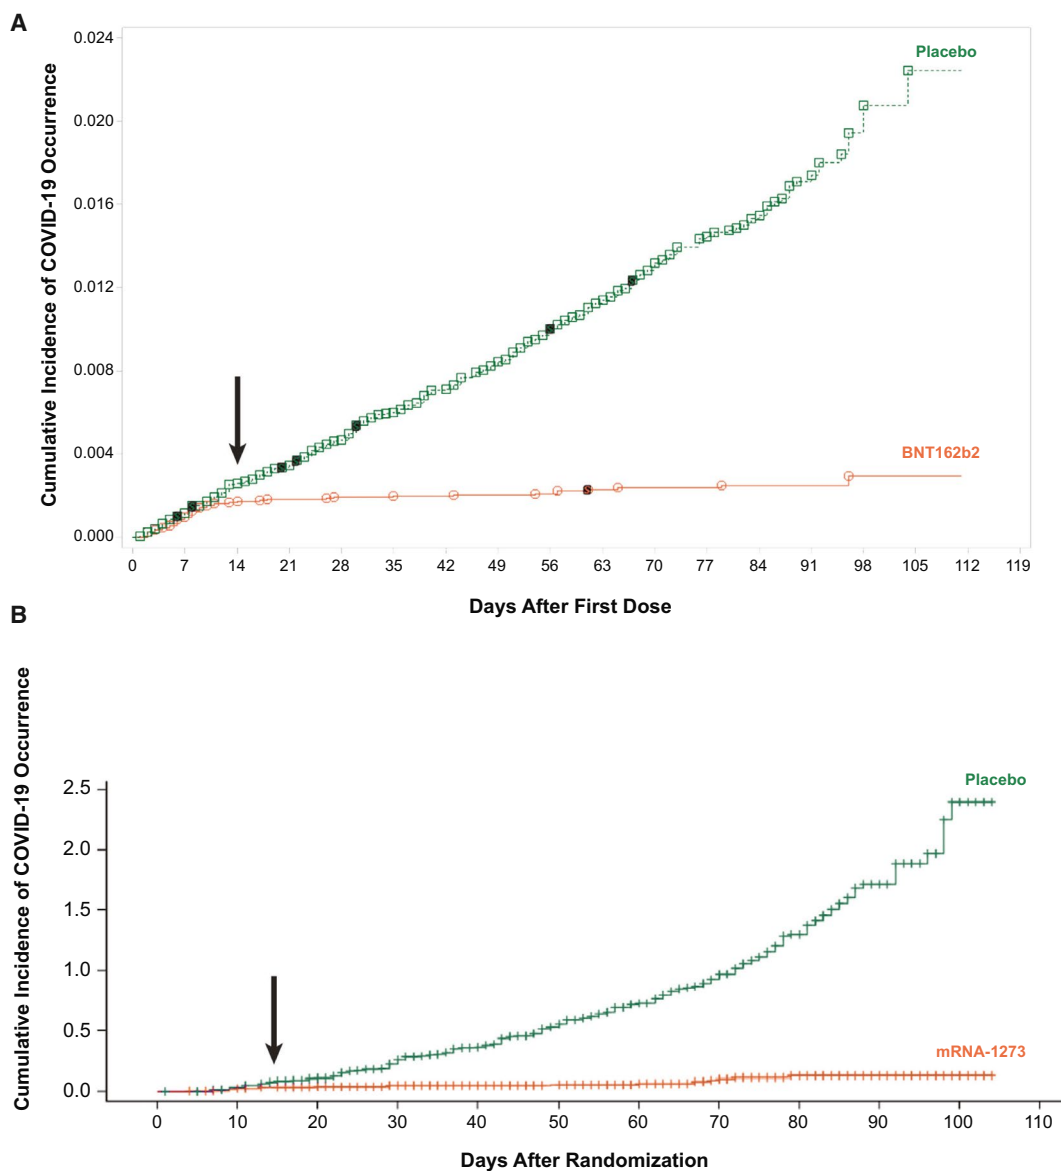 A
Cumulative Incidence of COVID-19 Occurrence
0.024
0.020
0.016
0.012
0.008
0.004
0.000
Placebo
BNT162b2
0 7 14 21 28 35 42 49 56 63 70 77 84 91 98 105 112 119
Days After First Dose
B
Cumulative Incidence of COVID-19 Occurrence
2.5
2.0
1.5
1.0
0.5
0.0
Placebo
mRNA-1273
0 10 20 30 40 50 60 70 80 90 100 110
Days After Randomization